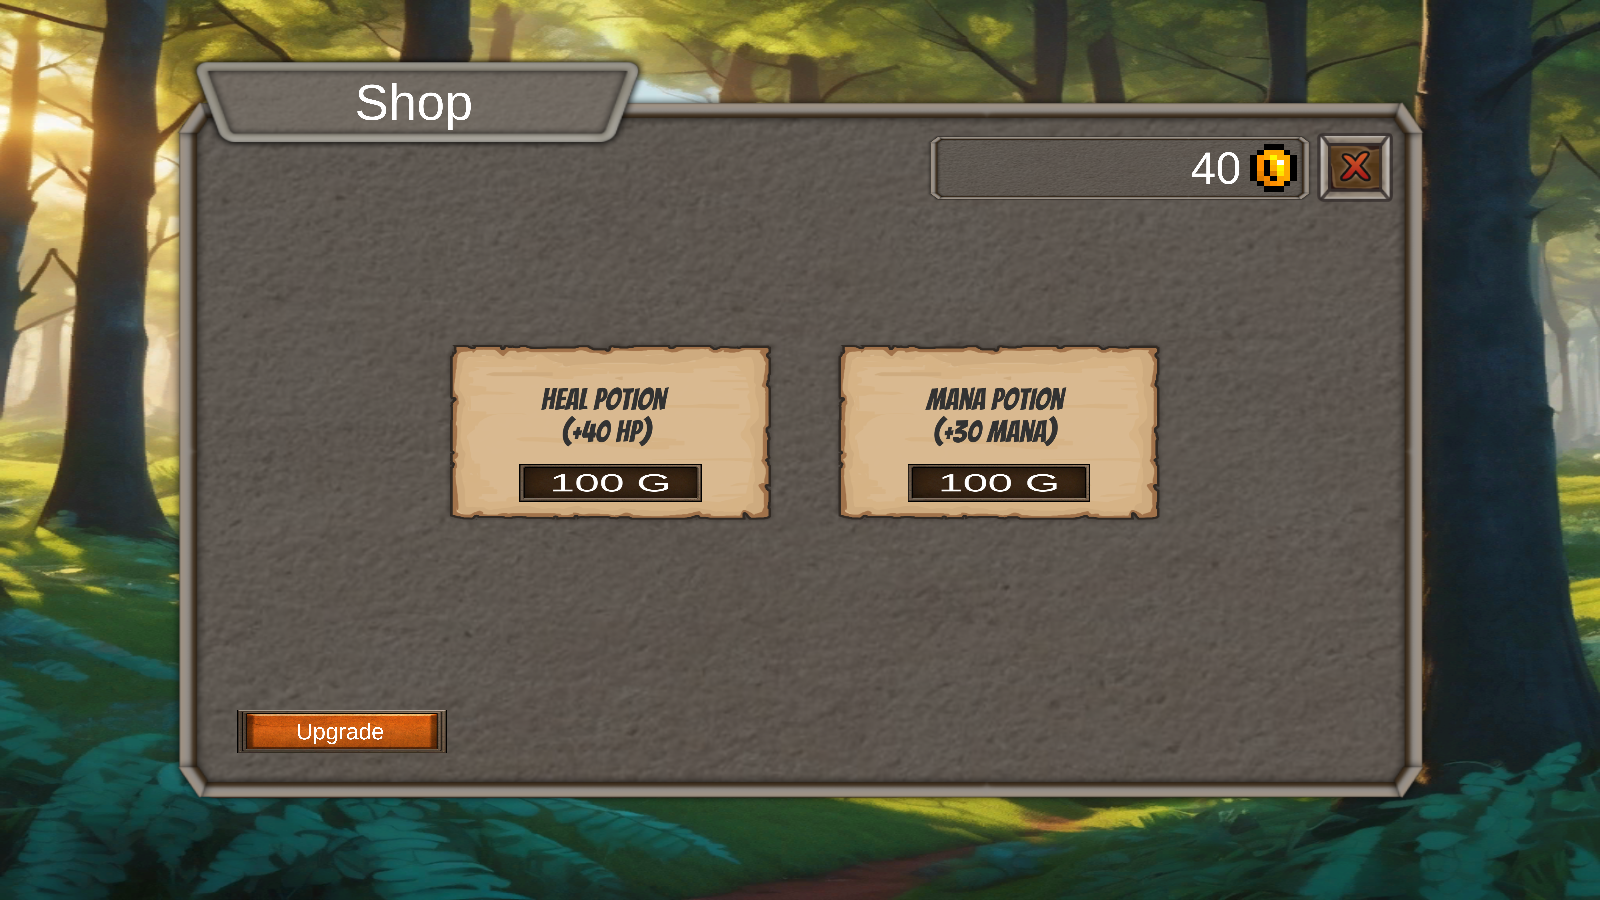 Shop
40
HEAL POTION
(+40 HP)
100 G
MANA POTION
(+30 MANA)
100 G
Upgrade